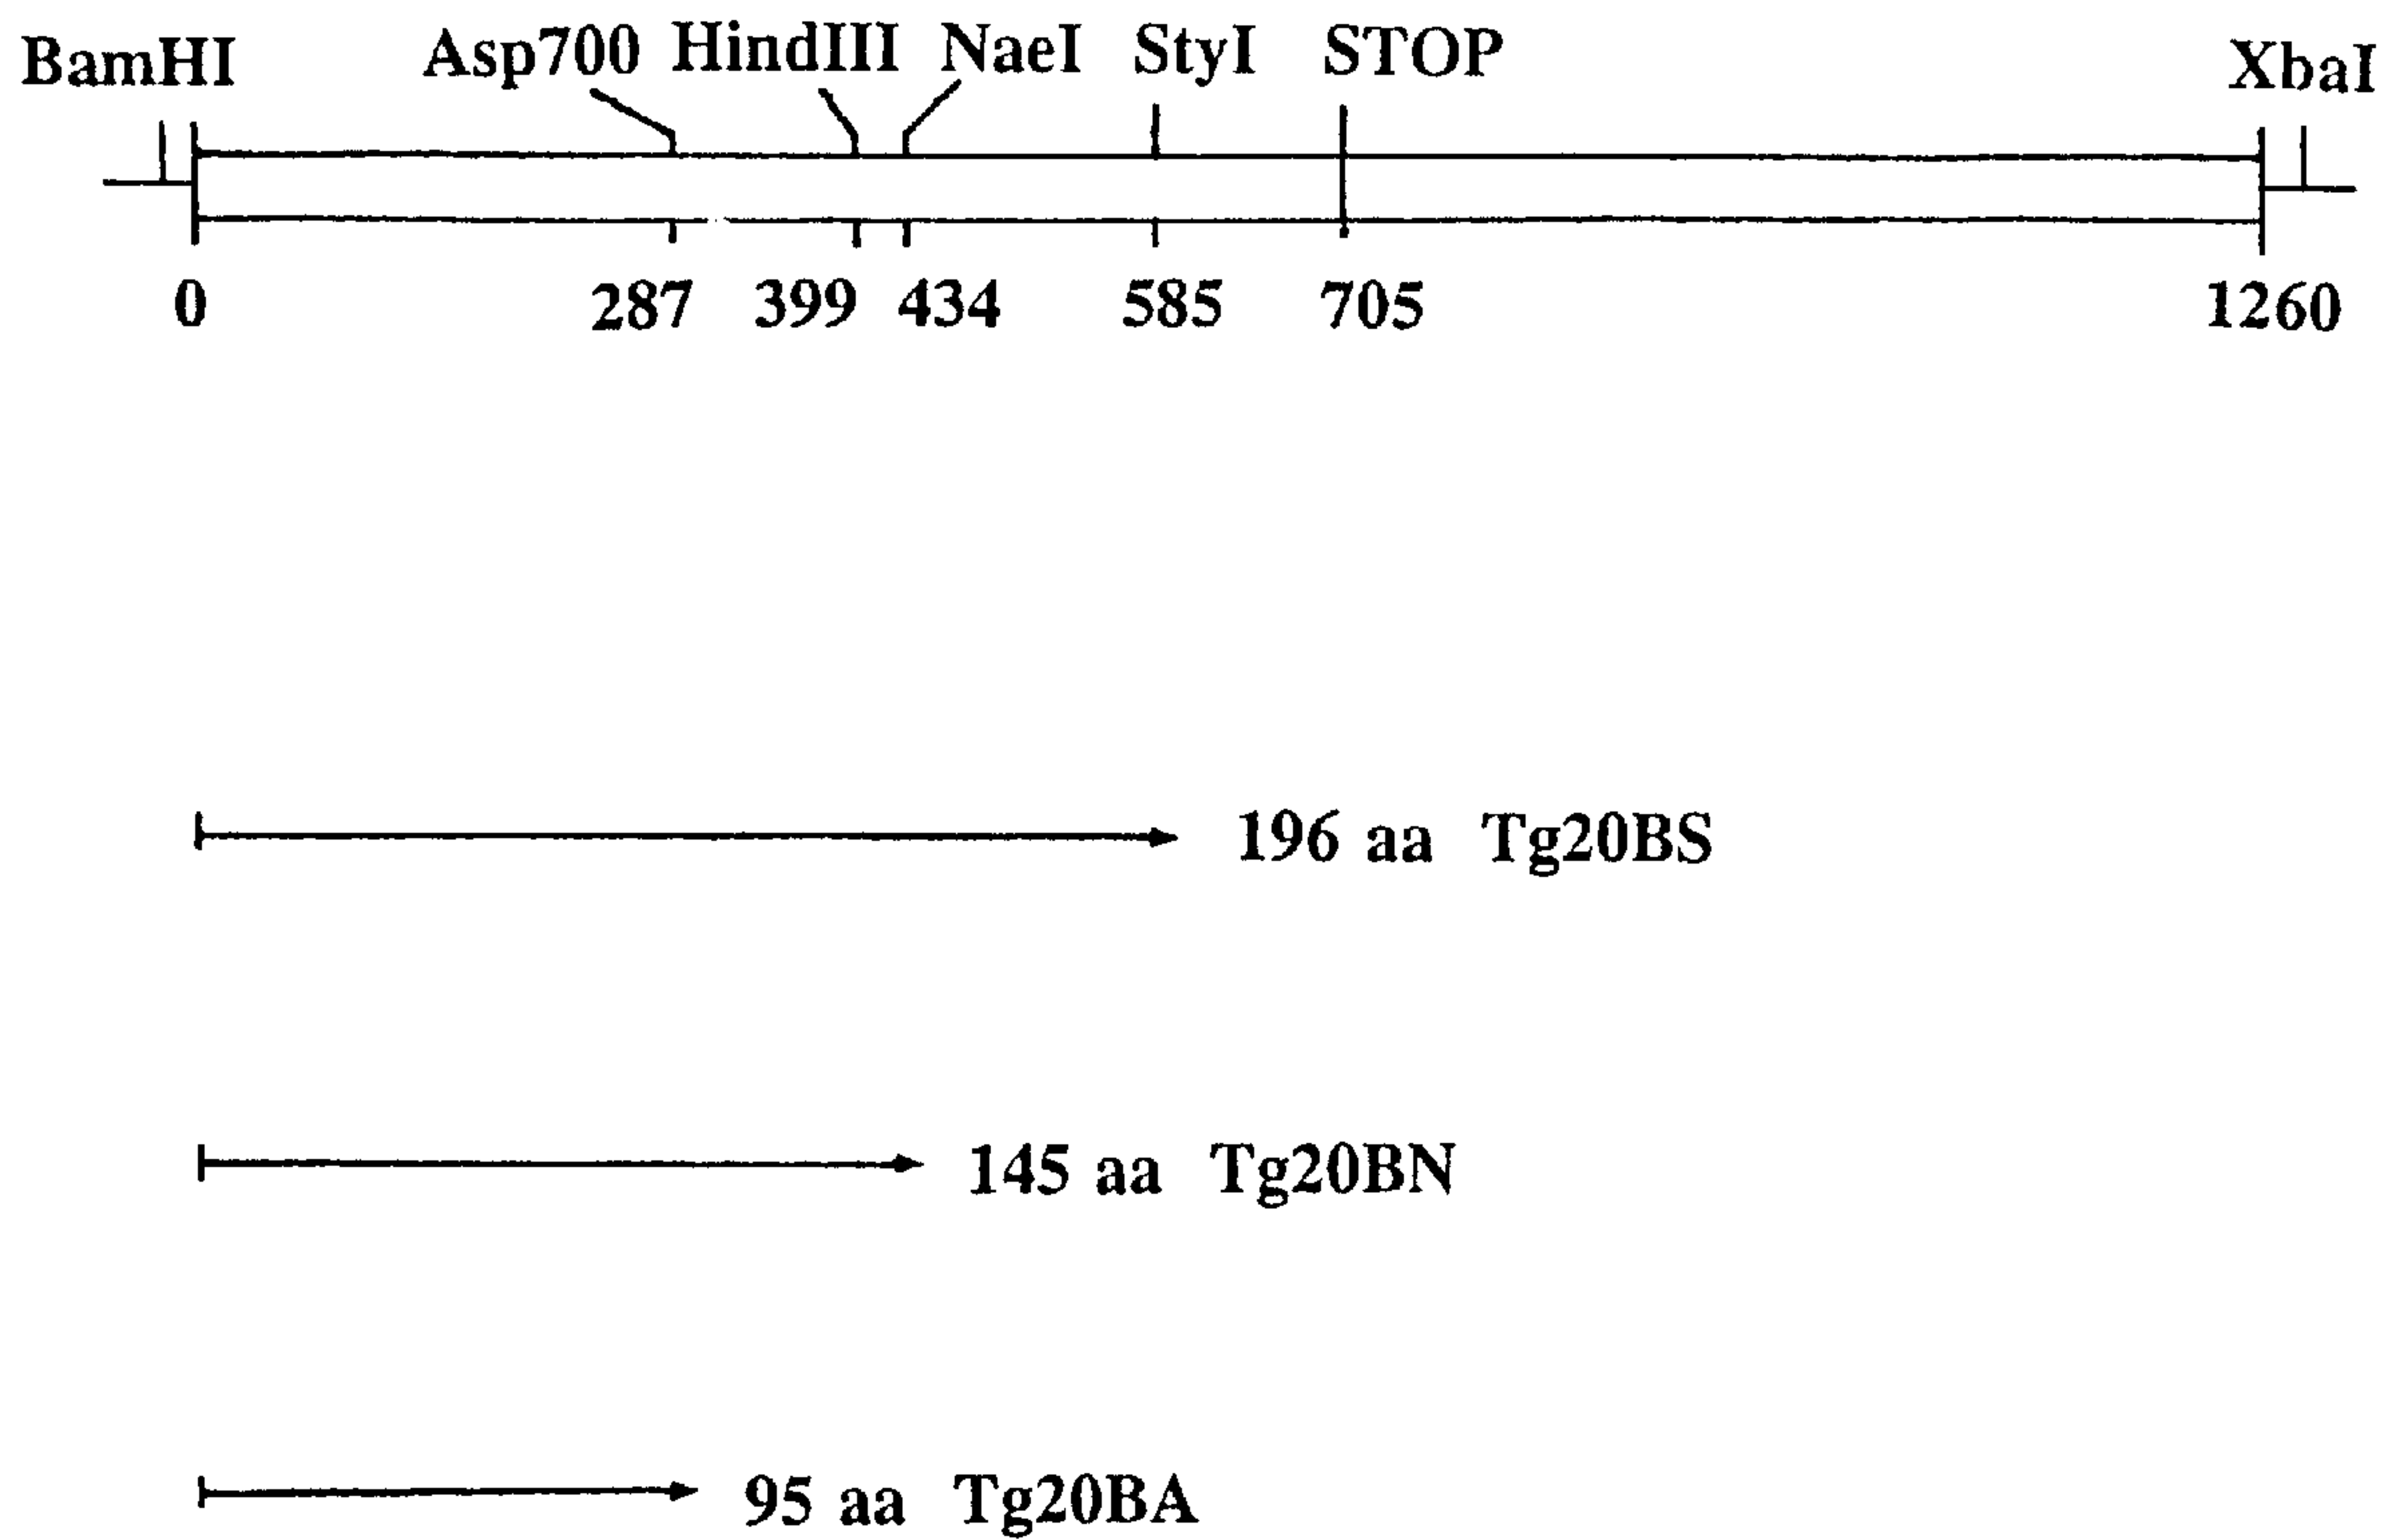 BamHI Asp700 HindIII NaeI StyI STOP XbaI
0 287 399 434 585 705 1260
196 aa Tg20BS
145 aa Tg20BN
95 aa Tg20BA